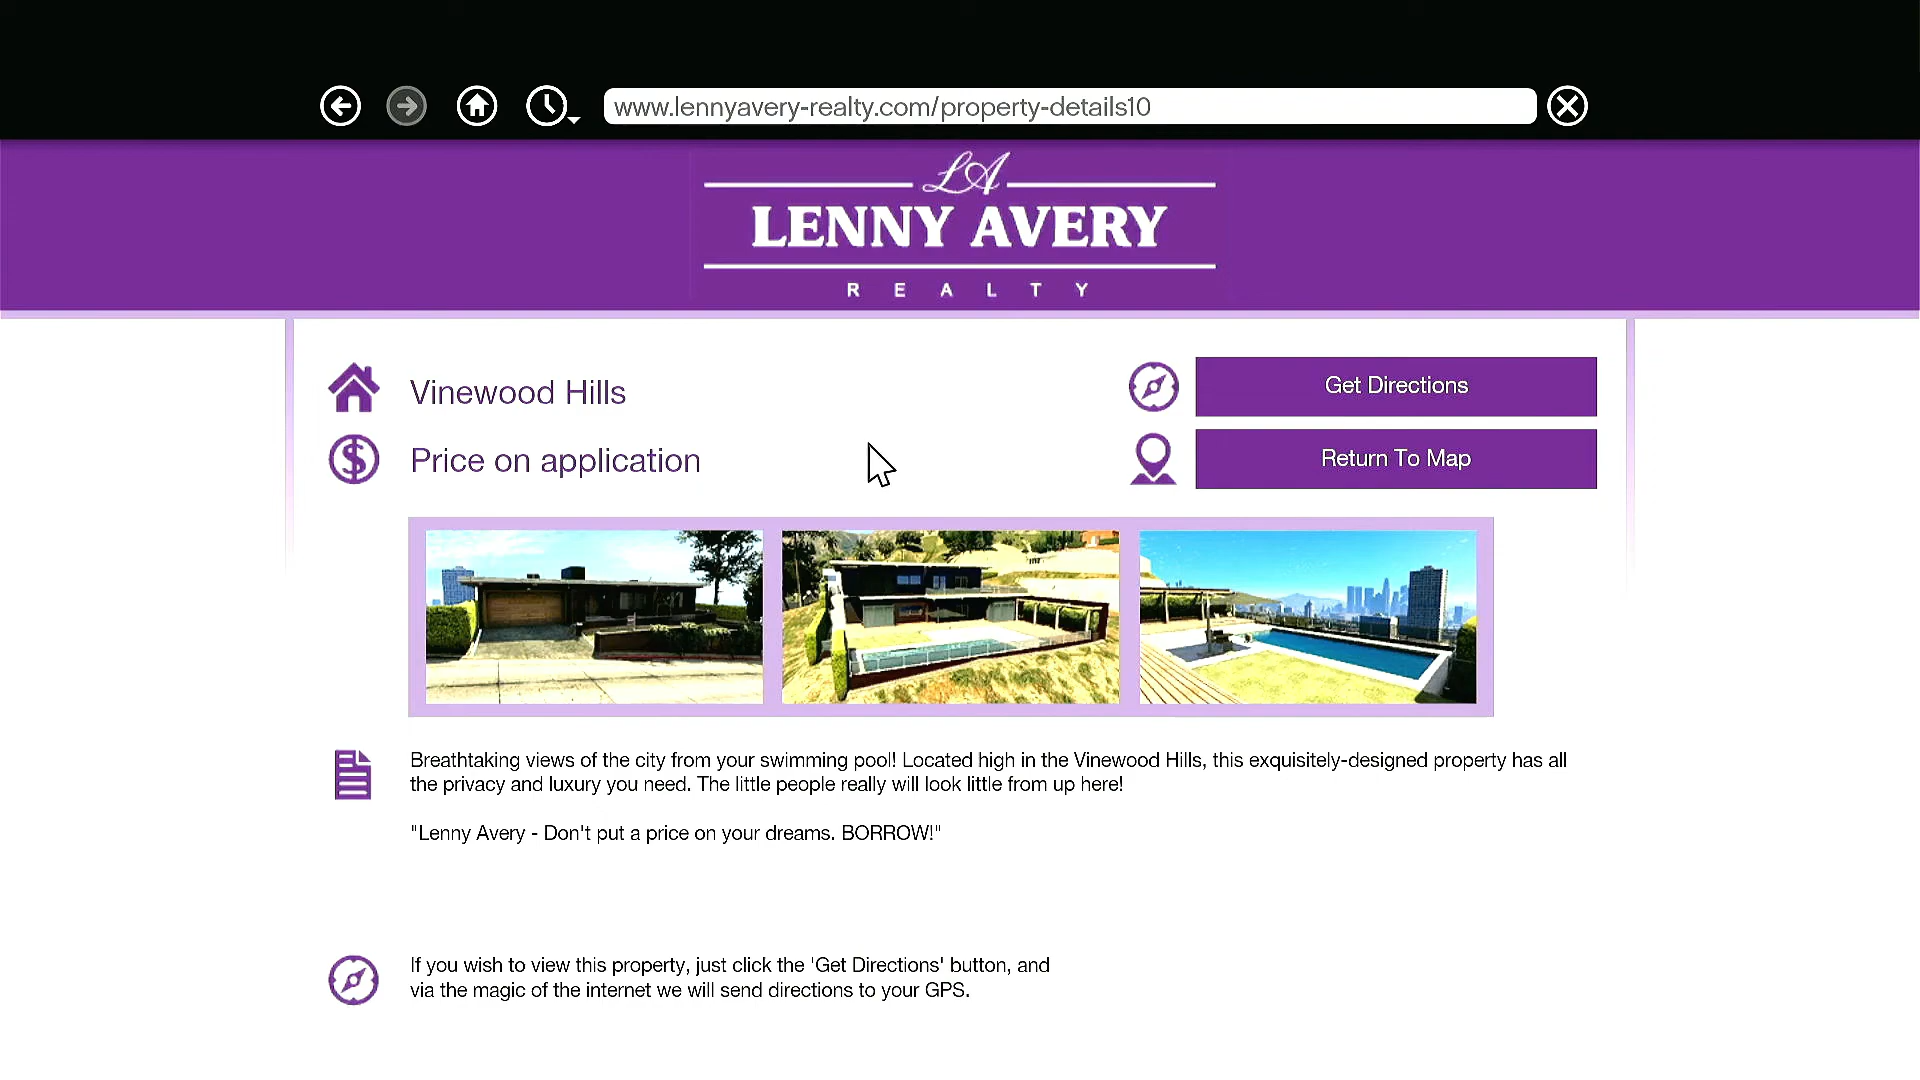 www.lennyavery-realty.com/property-details10
LA
LENNY AVERY
REALTY
Vinewood Hills
Get Directions
Price on application
Return To Map
Breathtaking views of the city from your swimming pool! Located high in the Vinewood Hills, this exquisitely-designed property has all
the privacy and luxury you need. The little people really will look little from up here!
"Lenny Avery - Don't put a price on your dreams. BORROW!"
If you wish to view this property, just click the 'Get Directions' button, and
via the magic of the internet we will send directions to your GPS.